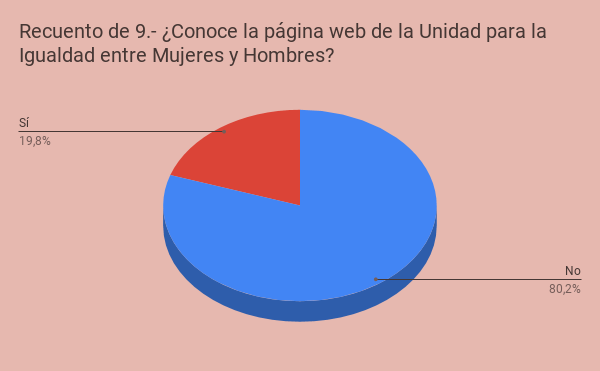 Recuento de 9.- ¿Conoce la página web de la Unidad para la
Igualdad entre Mujeres y Hombres?
Sí
19,8%
No
80,2%